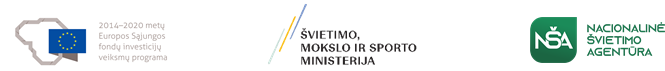 2014–2020 metų
Europos Sąjungos
fondų investicijų
veiksmų programa
ŠVIETIMO,
MOKSLO IR SPORTO
MINISTERIJA
NŠA
NACIONALINĖ
ŠVIETIMO
AGENTŪRA